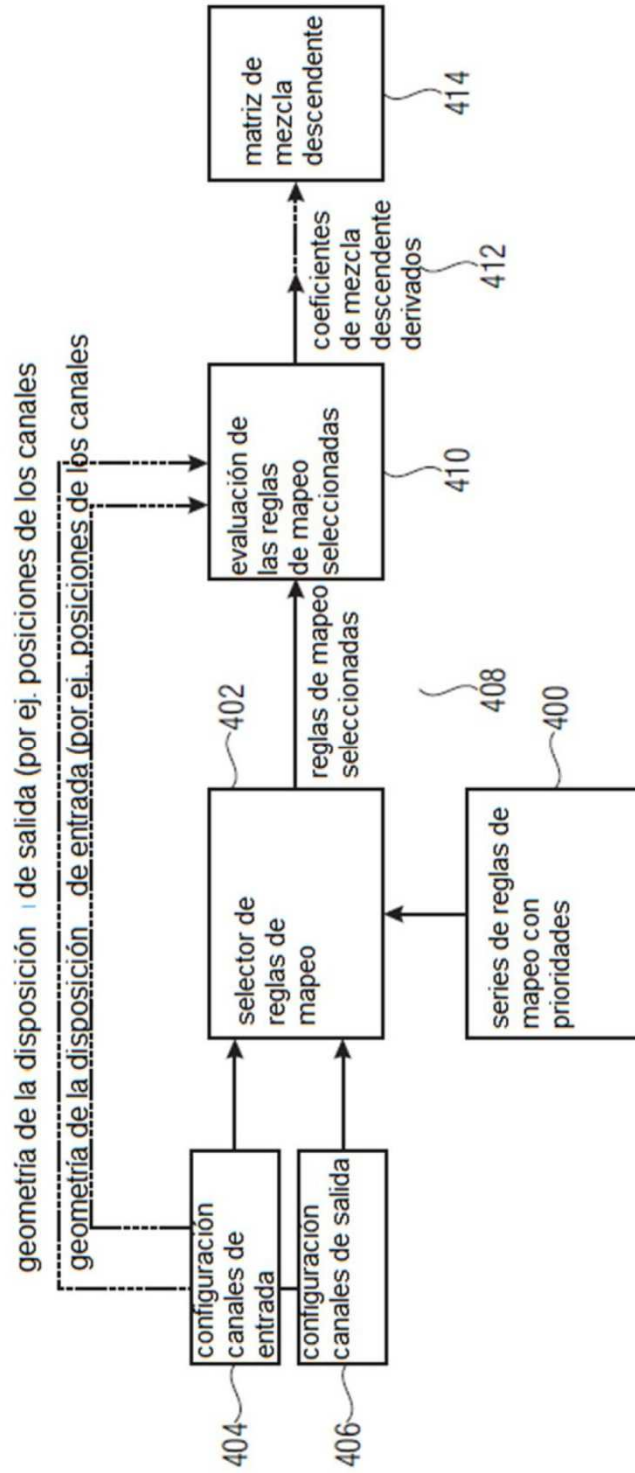 geometría de la disposición de salida (por ej. posiciones de los canales
geometría de la disposición de entrada (por ej., posiciones de los canales
404
configuración
canales de
entrada
406
configuración
canales de salida
402
selector de
reglas de
mapeo
400
series de reglas de
mapeo con
prioridades
reglas de mapeo
seleccionadas
408
evaluación de
las reglas
de mapeo
seleccionadas
410
coeficientes
de mezcla
descendente
derivados
412
matriz de
mezcla
descendente
414